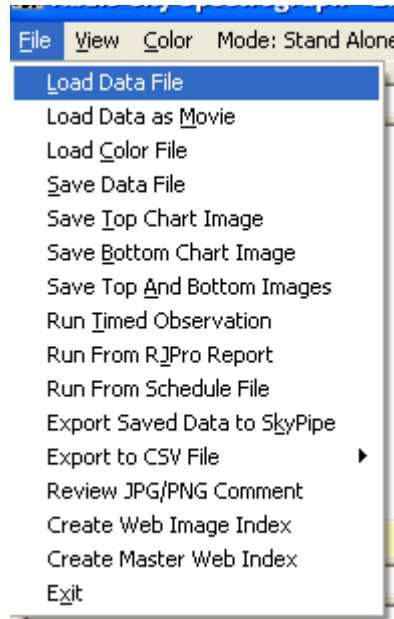 File View Color Mode: Stand Alone
Load Data File
Load Data as Movie
Load Color File
Save Data File
Save Top Chart Image
Save Bottom Chart Image
Save Top And Bottom Images
Run Timed Observation
Run From RJPro Report
Run From Schedule File
Export Saved Data to SkyPipe
Export to CSV File
Review JPG/PNG Comment
Create Web Image Index
Create Master Web Index
Exit